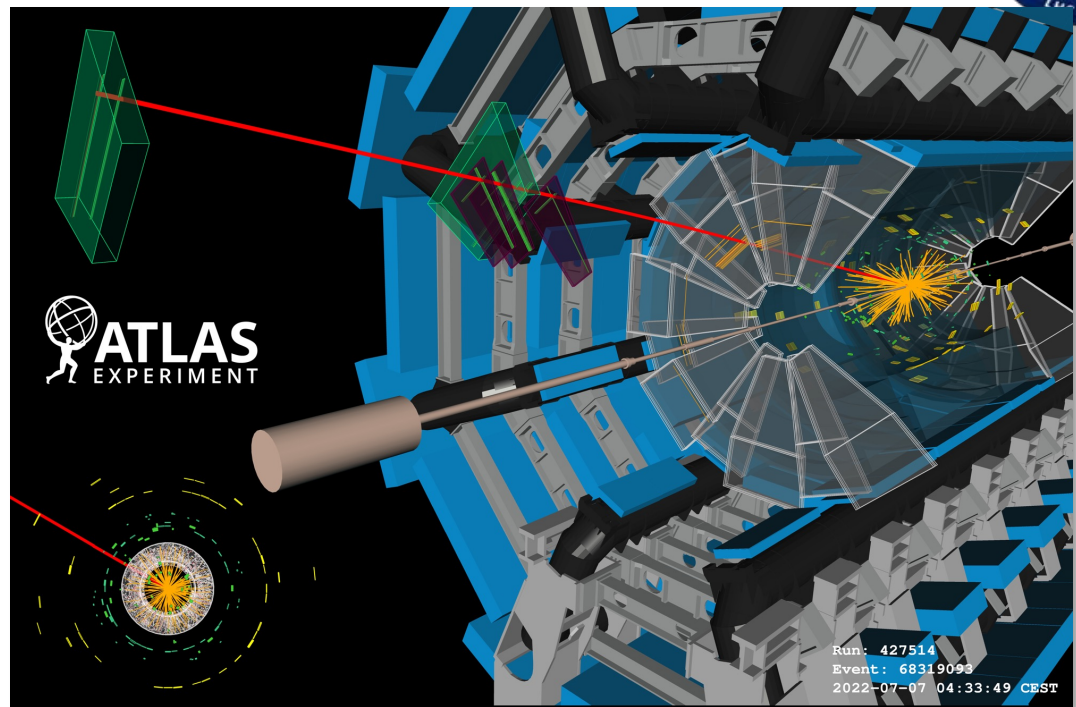 ATLAS
EXPERIMENT
Run: 427514
Event: 68319093
2022-07-07 04:33:49 CEST